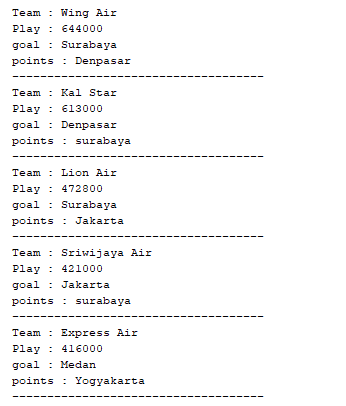 Team : Wing Air
Play : 644000
goal : Surabaya
points : Denpasar
------------------------------------
Team : Kal Star
Play : 613000
goal : Denpasar
points : surabaya
------------------------------------
Team : Lion Air
Play : 472800
goal : Surabaya
points : Jakarta
------------------------------------
Team : Sriwijaya Air
Play : 421000
goal : Jakarta
points : surabaya
------------------------------------
Team : Express Air
Play : 416000
goal : Medan
points : Yogyakarta
------------------------------------